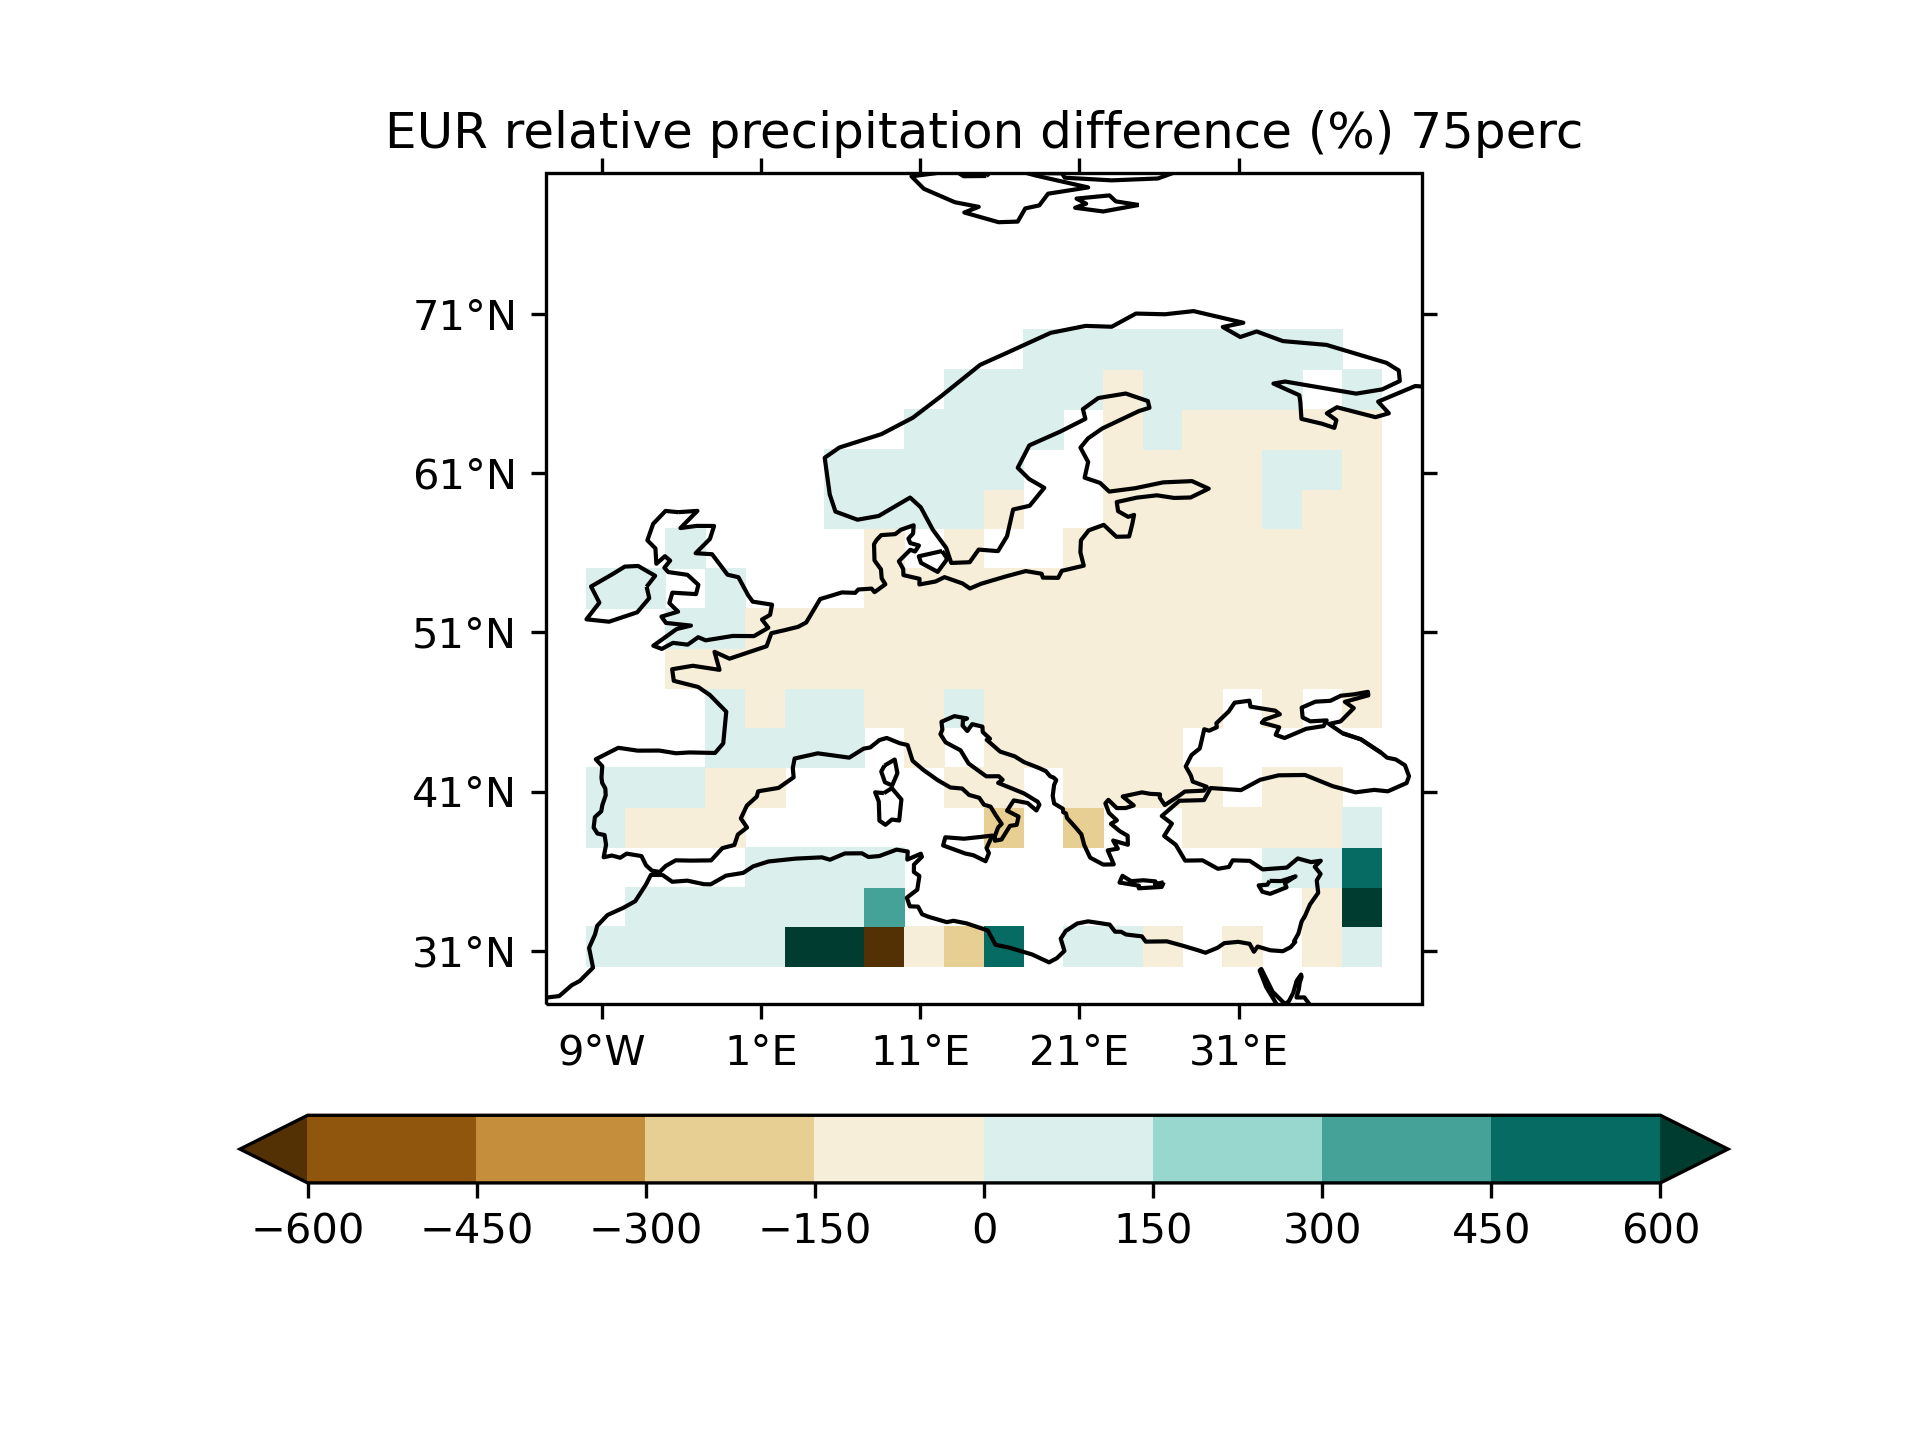 EUR relative precipitation difference (%) 75perc
71°N
61°N
51°N
41°N
31°N
9°W 1°E 11°E 21°E 31°E
−600 −450 −300 −150 0 150 300 450 600